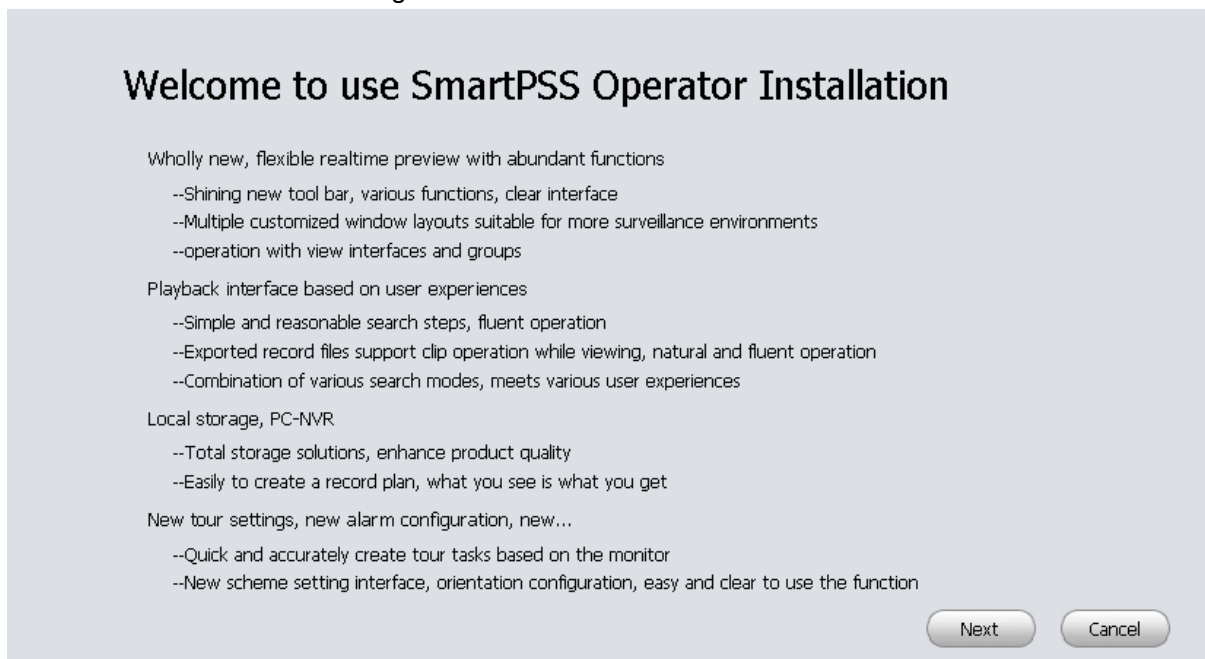 Welcome to use SmartPSS Operator Installation
Wholly new, flexible realtime preview with abundant functions
--Shining new tool bar, various functions, clear interface
--Multiple customized window layouts suitable for more surveillance environments
--operation with view interfaces and groups
Playback interface based on user experiences
--Simple and reasonable search steps, fluent operation
--Exported record files support clip operation while viewing, natural and fluent operation
--Combination of various search modes, meets various user experiences
Local storage, PC-NVR
--Total storage solutions, enhance product quality
--Easily to create a record plan, what you see is what you get
New tour settings, new alarm configuration, new...
--Quick and accurately create tour tasks based on the monitor
--New scheme setting interface, orientation configuration, easy and clear to use the function
Next Cancel